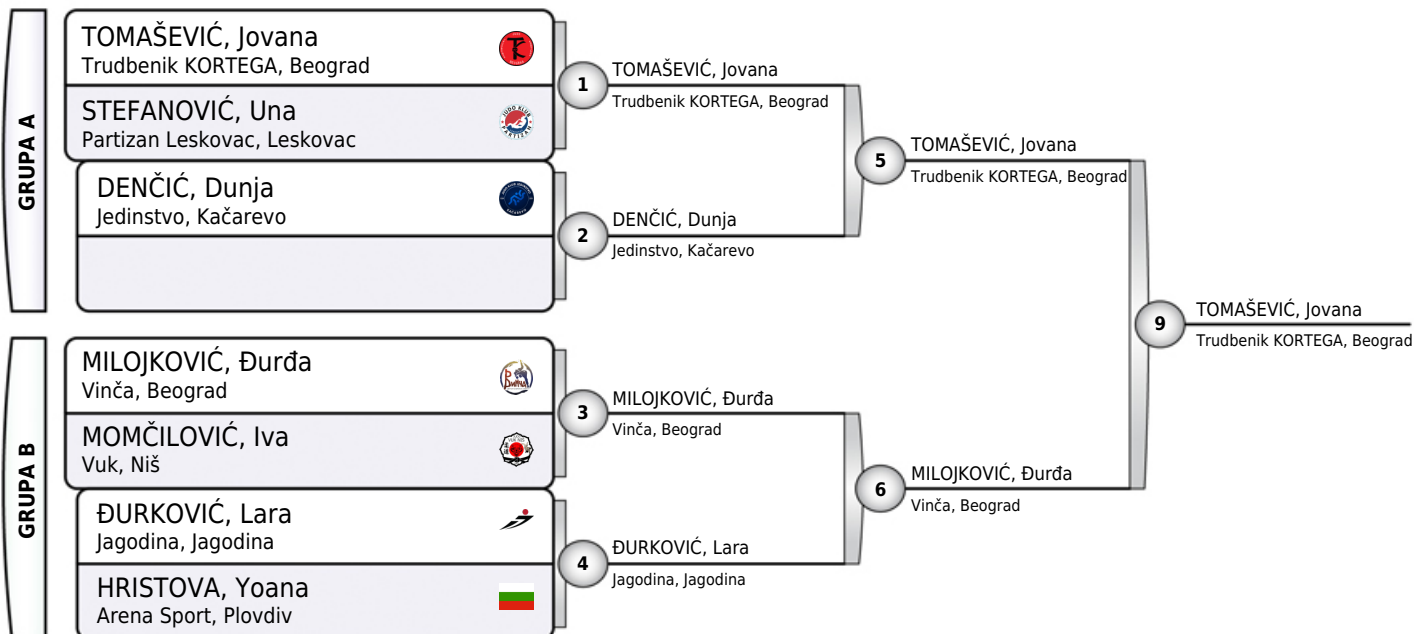 GRUPA A
TOMAŠEVIĆ, Jovana
Trudbenik KORTEGA, Beograd
STEFANOVIĆ, Una
Partizan Leskovac, Leskovac
DENČIĆ, Dunja
Jedinstvo, Kačarevo
1
TOMAŠEVIĆ, Jovana
Trudbenik KORTEGA, Beograd
2
DENČIĆ, Dunja
Jedinstvo, Kačarevo
5
TOMAŠEVIĆ, Jovana
Trudbenik KORTEGA, Beograd
GRUPA B
MILOJKOVIĆ, Đurđa
Vinča, Beograd
MOMČILOVIĆ, Iva
Vuk, Niš
ĐURKOVIĆ, Lara
Jagodina, Jagodina
HRISTOVA, Yoana
Arena Sport, Plovdiv
3
MILOJKOVIĆ, Đurđa
Vinča, Beograd
4
ĐURKOVIĆ, Lara
Jagodina, Jagodina
6
MILOJKOVIĆ, Đurđa
Vinča, Beograd
9
TOMAŠEVIĆ, Jovana
Trudbenik KORTEGA, Beograd